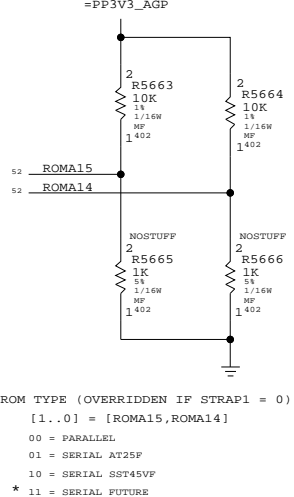 =PP3V3_AGP
2
R5663
10K
1%
1/16W
MF
402
1
2
R5664
10K
1%
1/16W
MF
402
1
52 ROMA15
52 ROMA14
NOSTUFF
2
R5665
1K
5%
1/16W
MF
402
1
NOSTUFF
2
R5666
1K
5%
1/16W
MF
402
1
ROM TYPE (OVERRIDDEN IF STRAP1 = 0)
[1..0] = [ROMA15,ROMA14]
00 = PARALLEL
01 = SERIAL AT25F
10 = SERIAL SST45VF
* 11 = SERIAL FUTURE